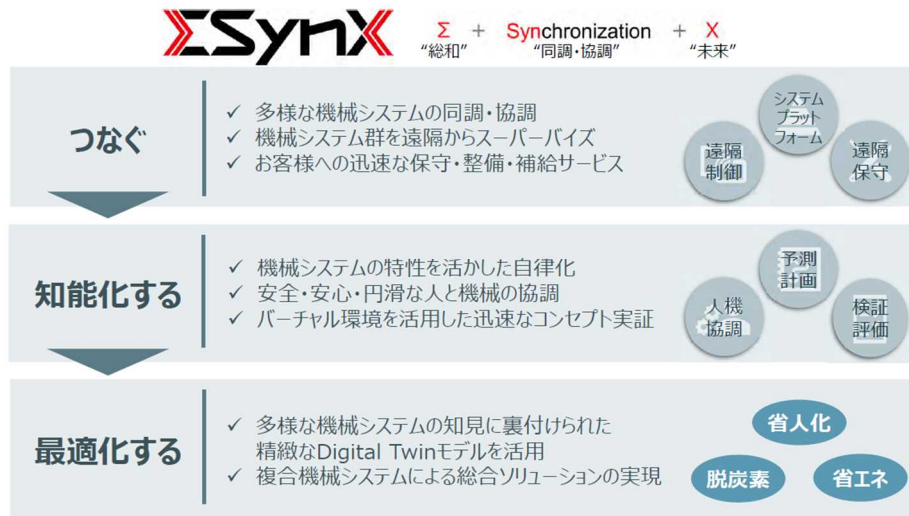 ΣSynX
Σ + Synchronization + X
“総和” “同調・協調” “未来”
つなぐ
✓ 多様な機械システムの同調・協調
✓ 機械システム群を遠隔からスーパーバイズ
✓ お客様への迅速な保守・整備・補給サービス
システム
プラット
フォーム
遠隔
制御
遠隔
保守
知能化する
✓ 機械システムの特性を活かした自律化
✓ 安全・安心・円滑な人と機械の協調
✓ バーチャル環境を活用した迅速なコンセプト実証
予測
計画
人機
協調
検証
評価
最適化する
✓ 多様な機械システムの知見に裏付けられた
精緻なDigital Twinモデルを活用
✓ 複合機械システムによる総合ソリューションの実現
省人化
脱炭素
省エネ